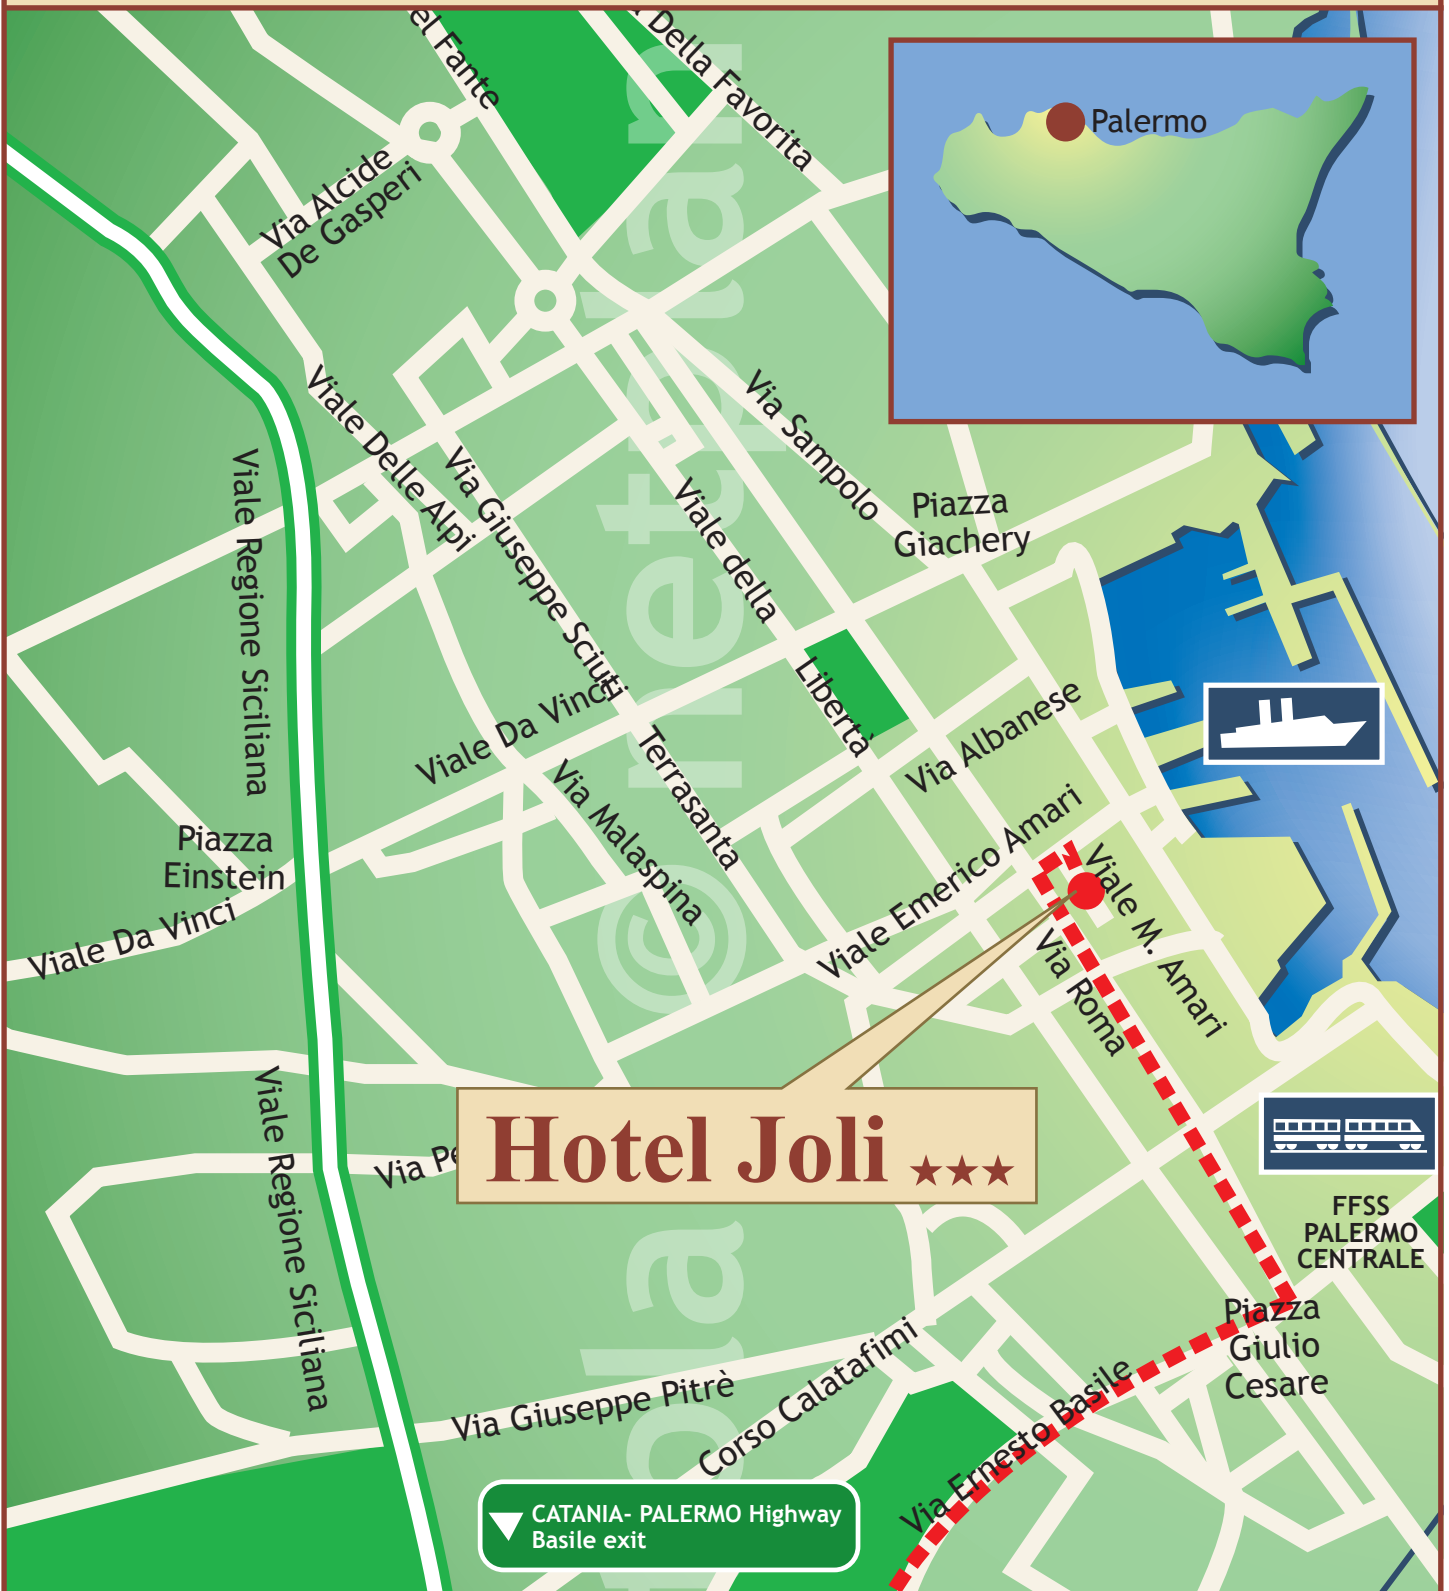 el Fante
Della Favorita
Palermo
Via Alcide
De Gasperi
Viale Delle Alpi
Via Sampolo
Viale Regione Siciliana
Via Giuseppe Sciuti
Viale della
Libertà
Piazza
Giachery
Viale Da Vinci
Terrasanta
Via Albanese
Via Malaspina
Viale Emerico Amari
Piazza
Einstein
Viale Da Vinci
Viale M. Amari
Via Roma
© netplan
Viale Regione Siciliana
Hotel Joli ★★★
FFSS
PALERMO
CENTRALE
Piazza
Giulio
Cesare
Via Giuseppe Pitrè
Corso Calatafimi
Via Ernesto Basile
CATANIA- PALERMO Highway
Basile exit